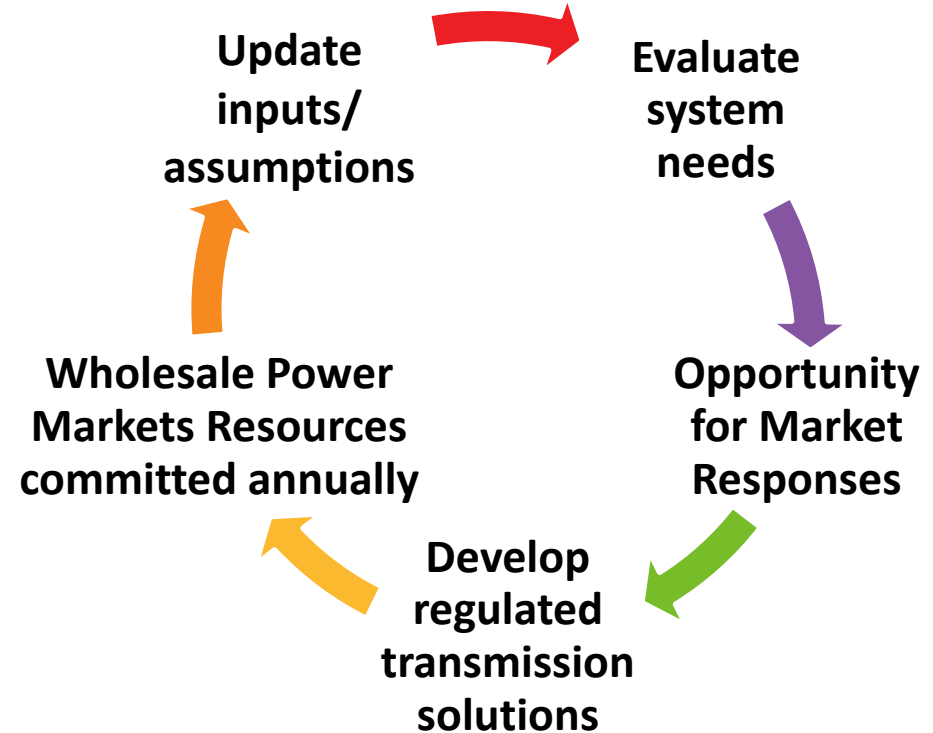 Update
inputs/
assumptions
Evaluate
system
needs
Opportunity
for Market
Responses
Develop
regulated
transmission
solutions
Wholesale Power
Markets Resources
committed annually